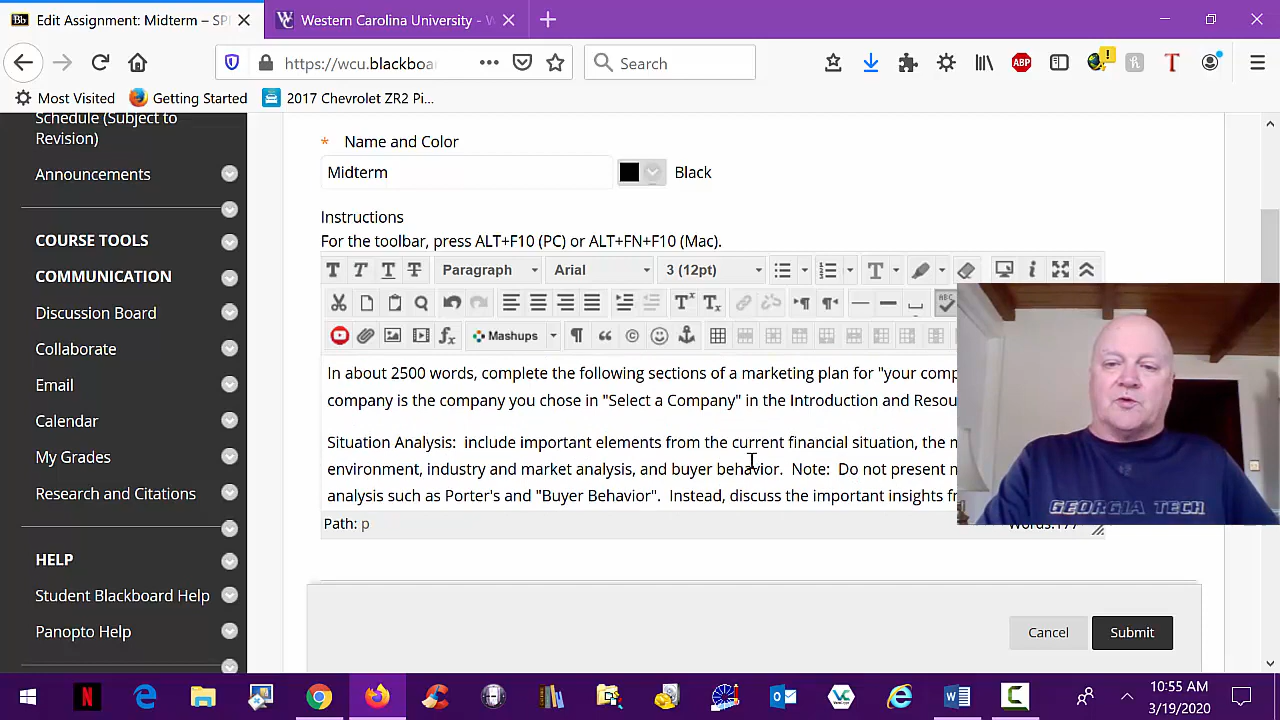 Edit Assignment: Midterm – SP
Western Carolina University - W
https://wcu.blackboa
Search
ABP
Most Visited
Getting Started
2017 Chevrolet ZR2 Pi...
Schedule (Subject to
Revision)
Announcements
COURSE TOOLS
COMMUNICATION
Discussion Board
Collaborate
Email
Calendar
My Grades
Research and Citations
HELP
Student Blackboard Help
Panopto Help
* Name and Color
Midterm
Black
Instructions
For the toolbar, press ALT+F10 (PC) or ALT+FN+F10 (Mac).
T T T T Paragraph Arial 3 (12pt)
Mashups
In about 2500 words, complete the following sections of a marketing plan for "your comp
company is the company you chose in "Select a Company" in the Introduction and Resou
Situation Analysis: include important elements from the current financial situation, the m
environment, industry and market analysis, and buyer behavior. Note: Do not present m
analysis such as Porter's and "Buyer Behavior". Instead, discuss the important insights fr
Path: p
Words:177
GEORGIA TECH
Cancel
Submit
10:55 AM
3/19/2020